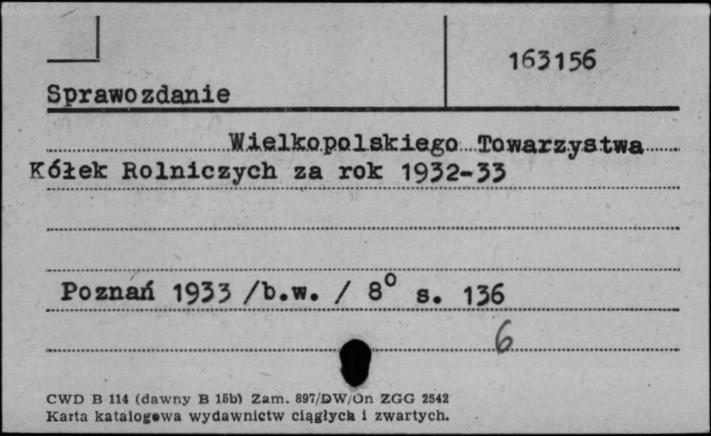 163156
Sprawozdanie
Wielkopolskiego Towarzystwa
Kółek Rolniczych za rok 1932-33
Poznań 1933 /b.w. / 8° s. 136
6
CWD B 114 (dawny B 15b) Zam. 897/DW/On ZGG 2542
Karta katalogowa wydawnictw ciągłych i zwartych.